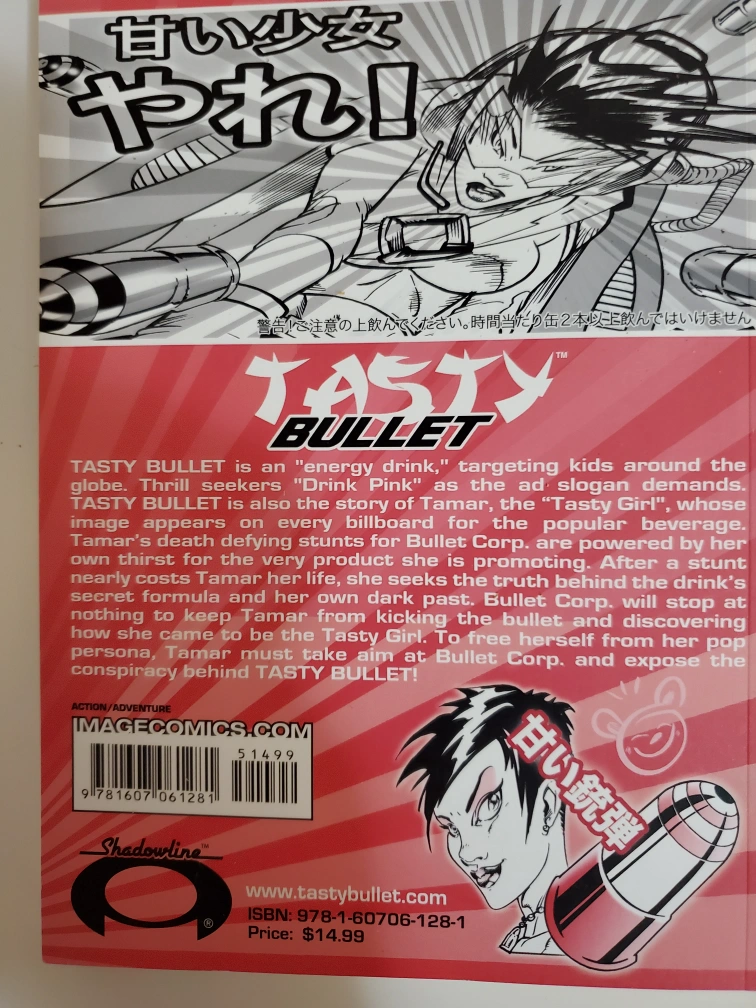 甘い少女
やれ!
警告!ご注意の上飲んでください。時間当たり缶2本以上飲んではいけません
TASTY™
BULLET
TASTY BULLET is an "energy drink," targeting kids around the
globe. Thrill seekers "Drink Pink" as the ad slogan demands.
TASTY BULLET is also the story of Tamar, the “Tasty Girl”, whose
image appears on every billboard for the popular beverage.
Tamar's death defying stunts for Bullet Corp. are powered by her
own thirst for the very product she is promoting. After a stunt
nearly costs Tamar her life, she seeks the truth behind the drink's
secret formula and her own dark past. Bullet Corp. will stop at
nothing to keep Tamar from kicking the bullet and discovering
how she came to be the Tasty Girl. To free herself from her pop
persona, Tamar must take aim at Bullet Corp. and expose the
conspiracy behind TASTY BULLET!
ACTION/ADVENTURE
IMAGECOMICS.COM
51499
9 781607 061281
甘い銃弾
Shadowline™
®
www.tastybullet.com
ISBN: 978-1-60706-128-1
Price: $14.99